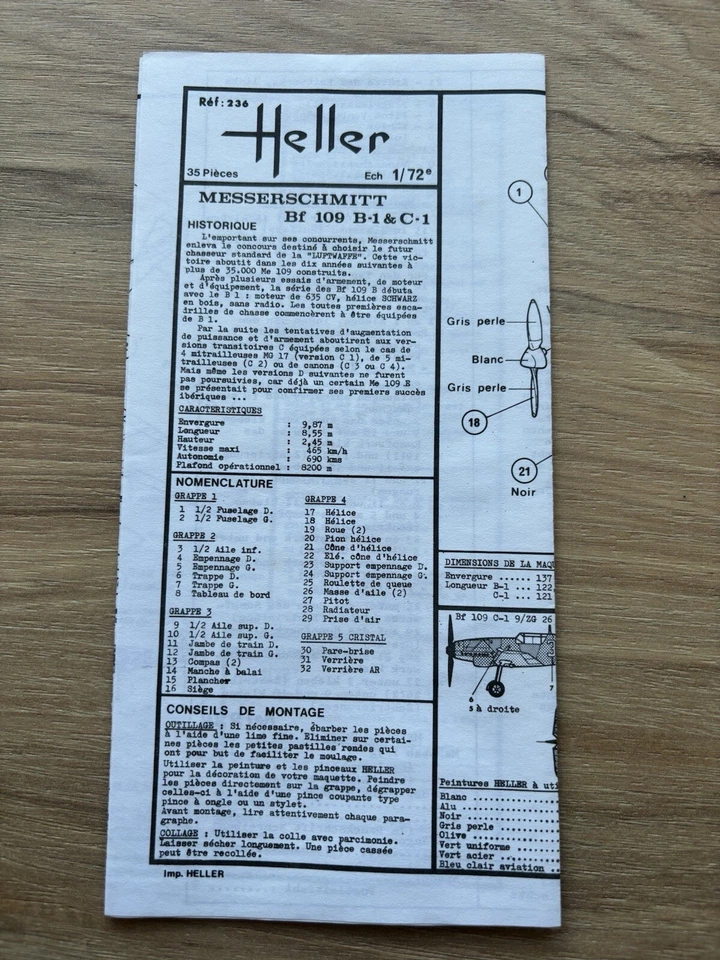 Réf : 236
Heller
35 Pièces
Ech 1/72e
MESSERSCHMITT
Bf 109 B-1 & C-1
HISTORIQUE
L'emportant sur ses concurrents, Messerschmitt
enleva le concours destiné à choisir le futur
chasseur standard de la "LUFTWAFFE". Cette vic-
toire aboutit dans les dix années suivantes à
plus de 35.000 Me 109 construits.
Après plusieurs essais d'armement, de moteur
et d'équipement, la série des Bf 109 B débuta
avec le B 1 : moteur de 635 CV, hélice SCHWARZ
en bois, sans radio. Les toutes premières esca-
drilles de chasse commencèrent à être équipées
de B 1.
Par la suite les tentatives d'augmentation
de puissance et d'armement aboutirent aux ver-
sions transitoires C équipées selon le cas de
4 mitrailleuses MG 17 (version C 1), de 5 mi-
trailleuses (C 2) ou de canons (C 3 ou C 4).
Mais même les versions D suivantes ne furent
pas poursuivies, car déjà un certain Me 109.E
se présentait pour confirmer ses premiers succès
ibériques ...
CARACTERISTIQUES
Envergure : 9,87 m
Longueur : 8,55 m
Hauteur : 2,45 m
Vitesse maxi : 465 km/h
Autonomie : 690 kms
Plafond opérationnel : 8200 m
NOMENCLATURE
GRAPPE 1
1 1/2 Fuselage D.
2 1/2 Fuselage G.
GRAPPE 2
3 1/2 Aile inf.
4 Empennage D.
5 Empennage G.
6 Trappe D.
7 Trappe G.
8 Tableau de bord
GRAPPE 3
9 1/2 Aile sup. D.
10 1/2 Aile sup. G.
11 Jambe de train D.
12 Jambe de train G.
13 Compas (2)
14 Manche à balai
15 Plancher
16 Siège
GRAPPE 4
17 Hélice
18 Hélice
19 Roue (2)
20 Pion hélice
21 Cône d'hélice
22 Elé. cône d'hélice
23 Support empennage D.
24 Support empennage G.
25 Roulette de queue
26 Masse d'aile (2)
27 Pitot
28 Radiateur
29 Prise d'air
GRAPPE 5 CRISTAL
30 Pare-brise
31 Verrière
32 Verrière AR
CONSEILS DE MONTAGE
OUTILLAGE : Si nécessaire, ébarber les pièces
à l'aide d'une lime fine. Eliminer sur certai-
nes pièces les petites pastilles rondes qui
ont pour but de faciliter le moulage.
Utiliser la peinture et les pinceaux HELLER
pour la décoration de votre maquette. Peindre
les pièces directement sur la grappe, dégrapper
celles-ci à l'aide d'une pince coupante type
pince à ongle ou un stylet.
Avant montage, lire attentivement chaque para-
graphe.
COLLAGE : Utiliser la colle avec parcimonie.
Laisser sécher longuement. Une pièce cassée
peut être recollée.
Imp. HELLER
1
Gris perle
Blanc
Gris perle
18
21
Noir
DIMENSIONS DE LA MAQU
Envergure ...... 137
Longueur B-1 ... 122,
C-1 .... 121
Bf 109 C-1 9/ZG 26
6
5 à droite
7
Peintures HELLER à uti
Blanc
Alu
Noir
Gris perle
Olive
Vert uniforme
Vert acier
Bleu clair aviation